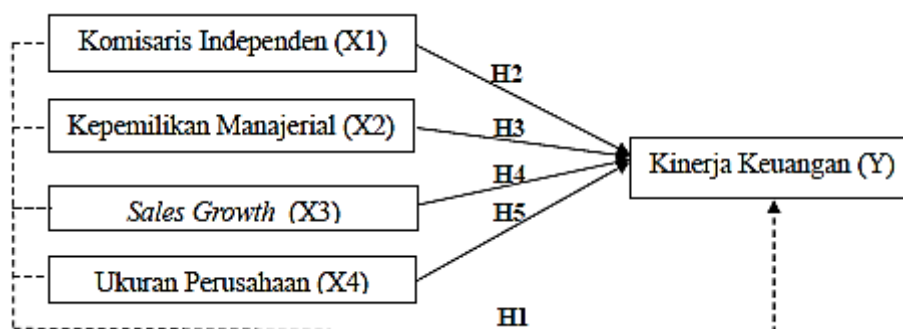 Komisaris Independen (X1)
H2
Kepemilikan Manajerial (X2)
H3
Kinerja Keuangan (Y)
H4
Sales Growth (X3)
H5
Ukuran Perusahaan (X4)
H1